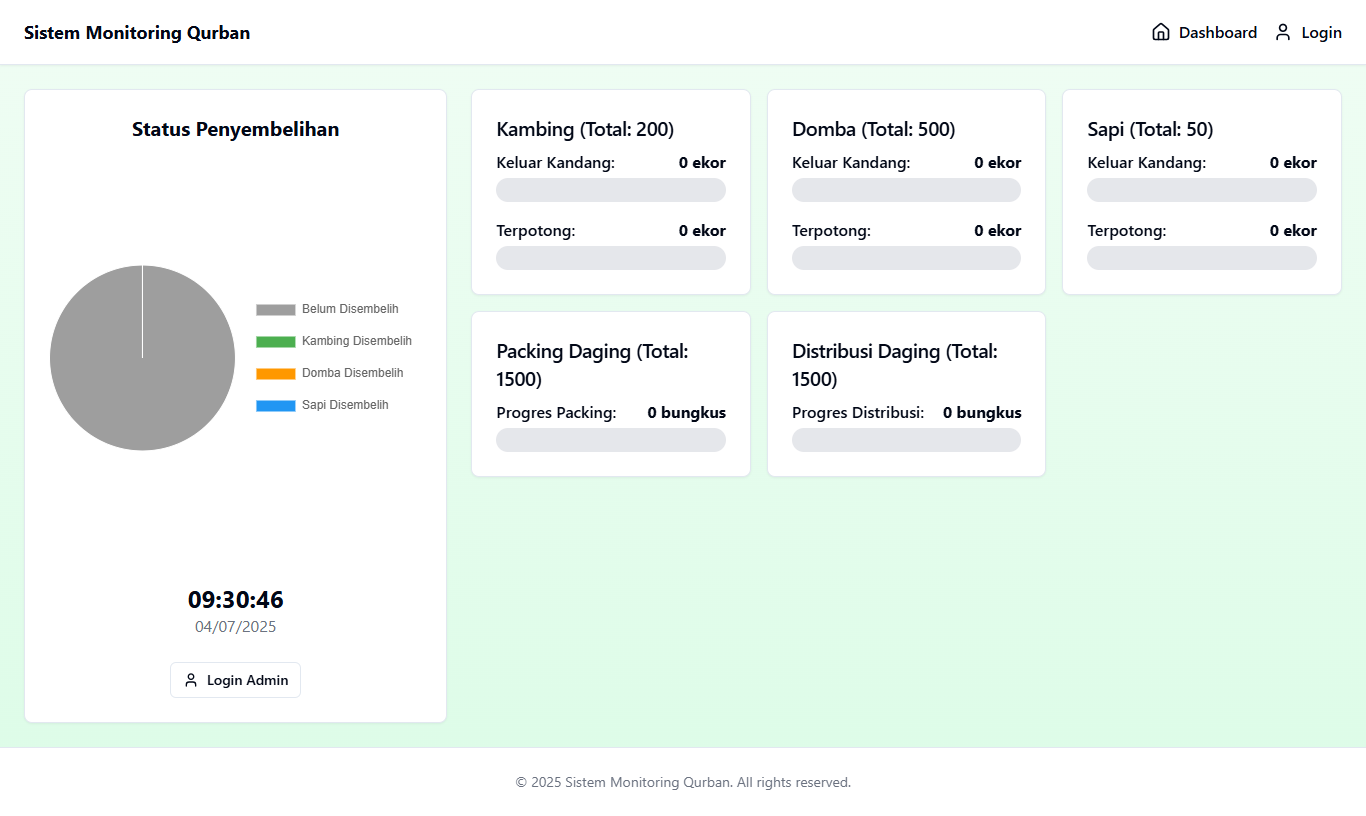 Sistem Monitoring Qurban
Dashboard
Login
Status Penyembelihan
Belum Disembelih
Kambing Disembelih
Domba Disembelih
Sapi Disembelih
09:30:46
04/07/2025
Login Admin
Kambing (Total: 200)
Keluar Kandang: 0 ekor
Terpotong: 0 ekor
Domba (Total: 500)
Keluar Kandang: 0 ekor
Terpotong: 0 ekor
Sapi (Total: 50)
Keluar Kandang: 0 ekor
Terpotong: 0 ekor
Packing Daging (Total:
1500)
Progres Packing: 0 bungkus
Distribusi Daging (Total:
1500)
Progres Distribusi: 0 bungkus
© 2025 Sistem Monitoring Qurban. All rights reserved.